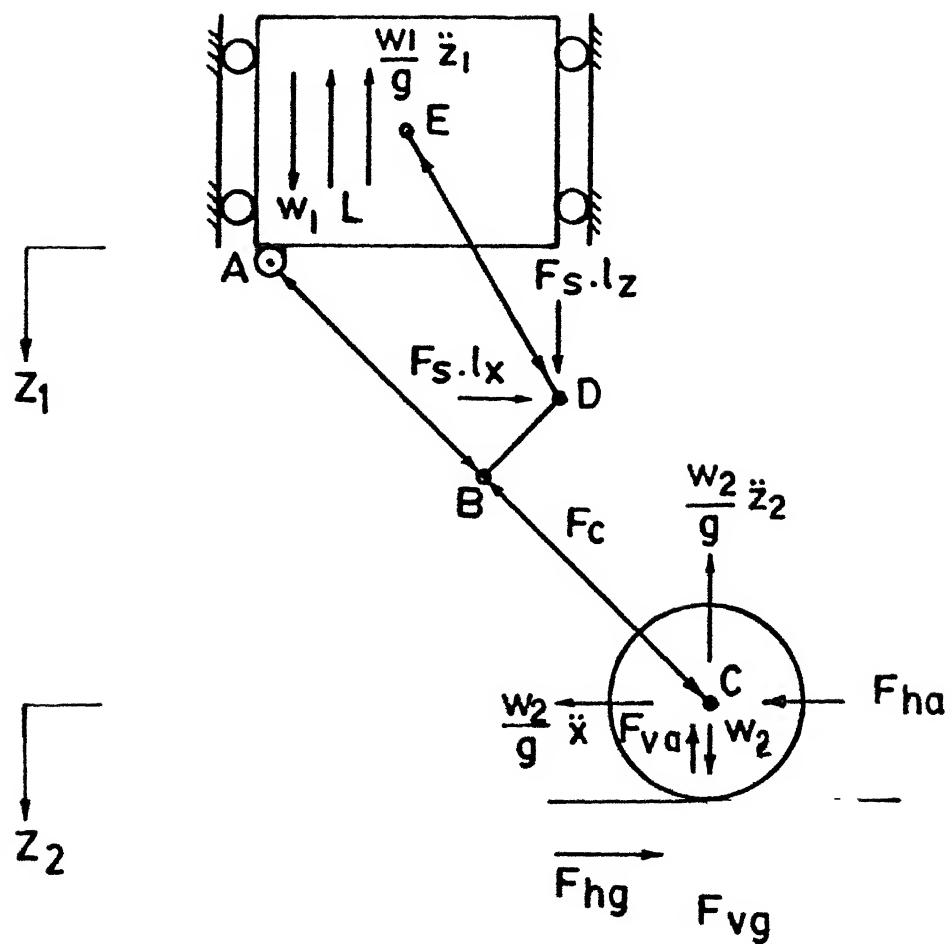 W1/g z̈1
E
W1 L
A
Fs.lz
Z1
Fs.lx
D
B
W2/g z̈2
Fc
C
Fha
W2/g ẍ
Fva
W2
Z2
Fhg
Fvg